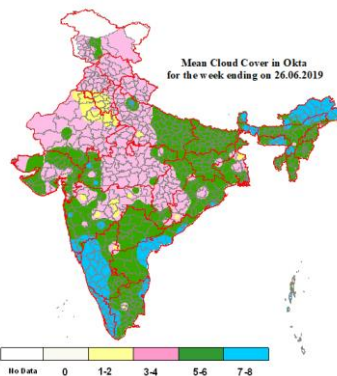 Mean Cloud Cover in Okta
for the week ending on 26.06.2019
No Data 0 1-2 3-4 5-6 7-8